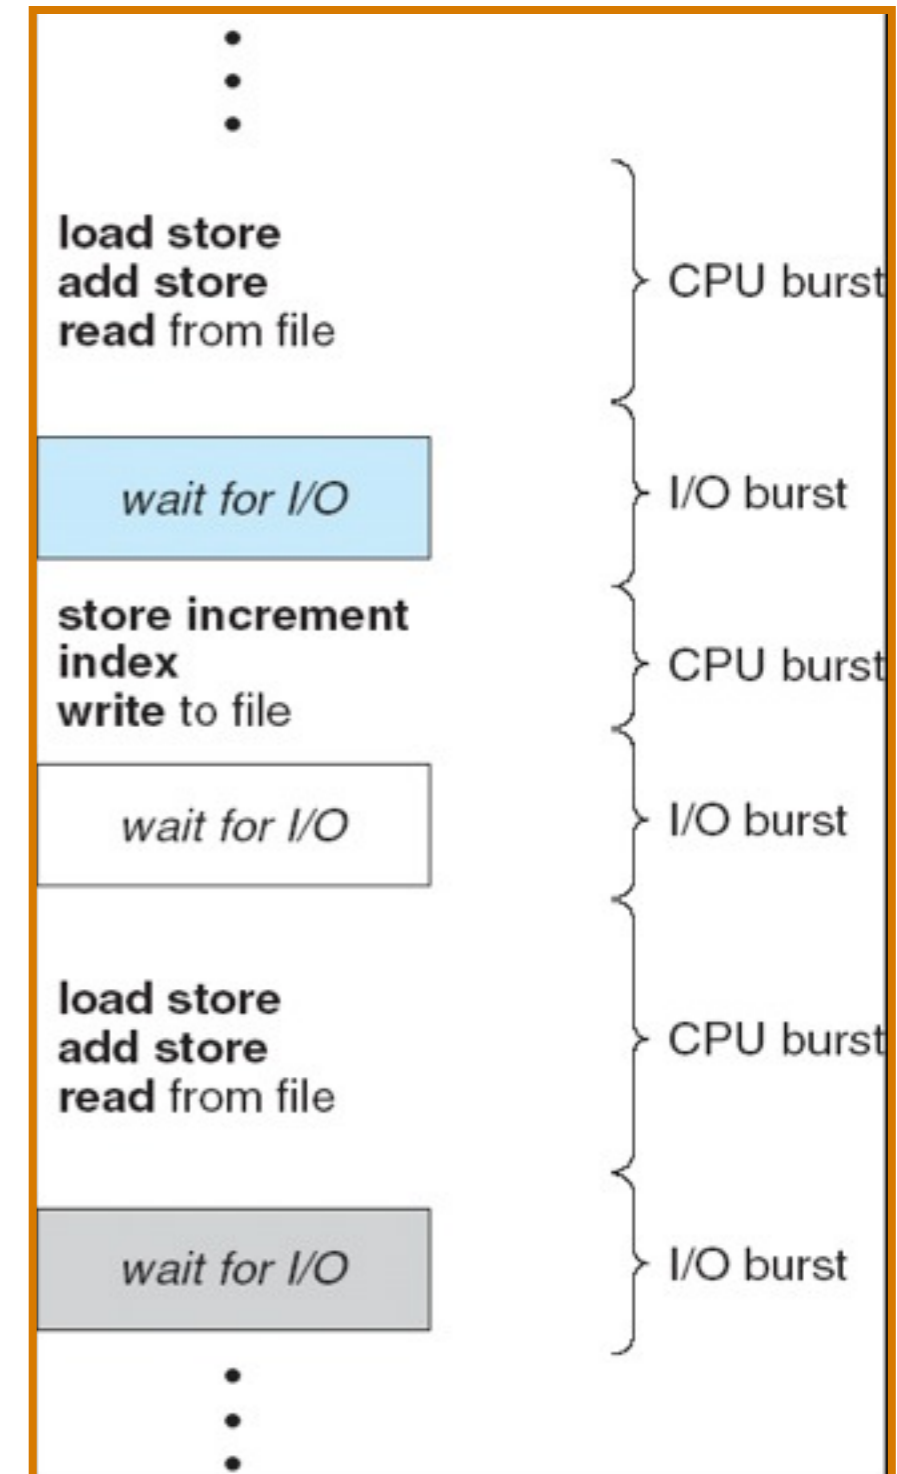 load store
add store
read from file
CPU burst
wait for I/O
I/O burst
store increment
index
write to file
CPU burst
wait for I/O
I/O burst
load store
add store
read from file
CPU burst
wait for I/O
I/O burst